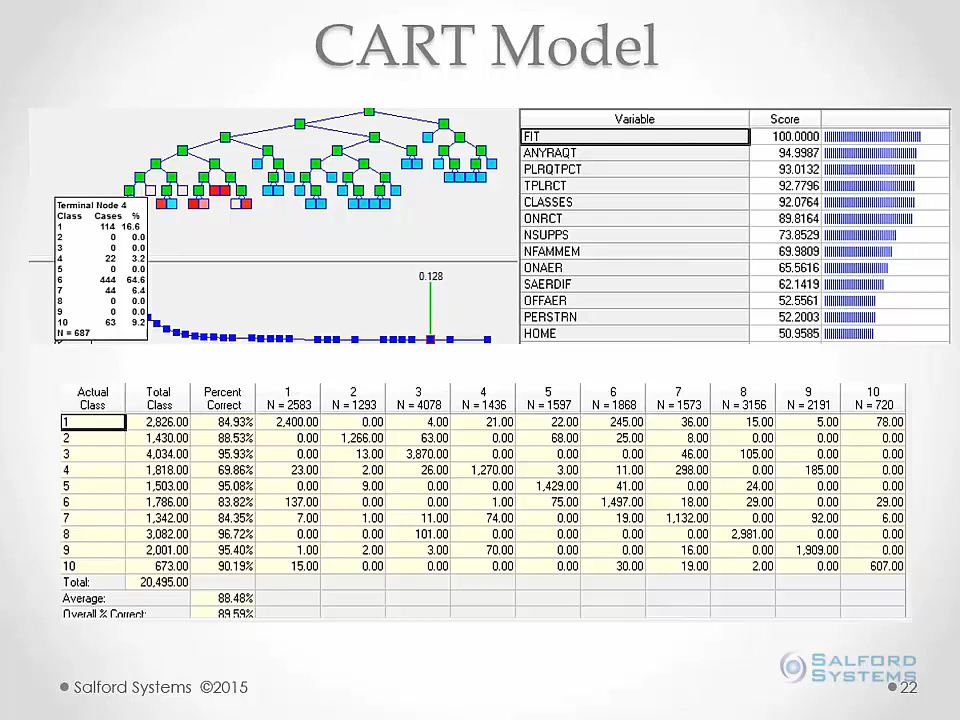 CART Model
Terminal Node 4
Class Cases %
1 114 16.6
2 0 0.0
3 0 0.0
4 22 3.2
5 0 0.0
6 444 64.6
7 44 6.4
8 0 0.0
9 0 0.0
10 63 9.2
N = 687
0.128
Variable Score
FIT 100.0000
ANYRAQT 94.9987
PLRQTPCT 93.0132
TPLRCT 92.7796
CLASSES 92.0764
ONRCT 89.8164
NSUPPS 73.8529
NFAMMEM 69.9809
ONAER 65.5616
SAERDIF 62.1419
OFFAER 52.5561
PERSTRN 52.2003
HOME 50.9585
Actual Total Percent 1 2 3 4 5 6 7 8 9 10
Class Class Correct N = 2583 N = 1293 N = 4078 N = 1436 N = 1597 N = 1868 N = 1573 N = 3156 N = 2191 N = 720
1 2,826.00 84.93% 2,400.00 0.00 4.00 21.00 22.00 245.00 36.00 15.00 5.00 78.00
2 1,430.00 88.53% 0.00 1,266.00 63.00 0.00 68.00 25.00 8.00 0.00 0.00 0.00
3 4,034.00 95.93% 0.00 13.00 3,870.00 0.00 0.00 0.00 46.00 105.00 0.00 0.00
4 1,818.00 69.86% 23.00 2.00 26.00 1,270.00 3.00 11.00 298.00 0.00 185.00 0.00
5 1,503.00 95.08% 0.00 9.00 0.00 0.00 1,429.00 41.00 0.00 24.00 0.00 0.00
6 1,786.00 83.82% 137.00 0.00 0.00 1.00 75.00 1,497.00 18.00 29.00 0.00 29.00
7 1,342.00 84.35% 7.00 1.00 11.00 74.00 0.00 19.00 1,132.00 0.00 92.00 6.00
8 3,082.00 96.72% 0.00 0.00 101.00 0.00 0.00 0.00 0.00 2,981.00 0.00 0.00
9 2,001.00 95.40% 1.00 2.00 3.00 70.00 0.00 0.00 16.00 0.00 1,909.00 0.00
10 673.00 90.19% 15.00 0.00 0.00 0.00 0.00 30.00 19.00 2.00 0.00 607.00
Total: 20,495.00
Average: 88.48%
Overall % Correct: 89.59%
SALFORD
SYSTEMS
Salford Systems ©2015
22